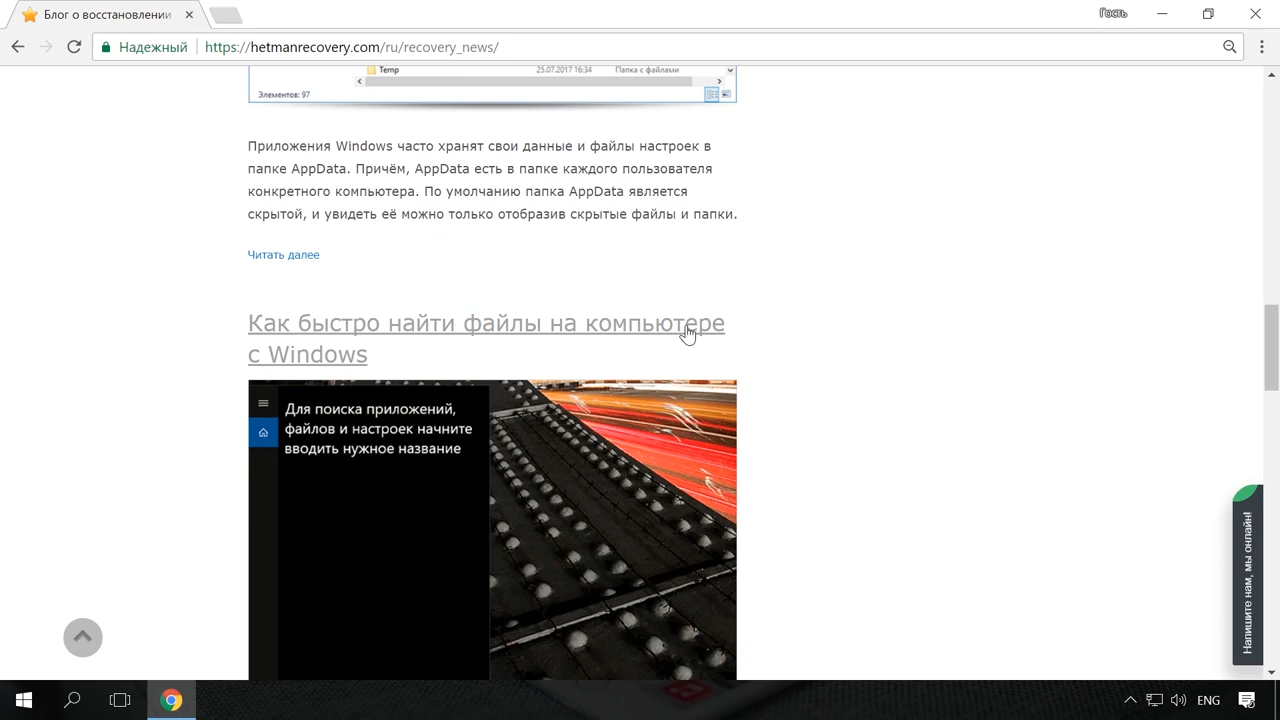 Блог о восстановлении
Гость
Надежный
https://hetmanrecovery.com/ru/recovery_news/
Temp 25.07.2017 16:34 Папка с файлами
Элементов: 97
Приложения Windows часто хранят свои данные и файлы настроек в
папке AppData. Причём, AppData есть в папке каждого пользователя
конкретного компьютера. По умолчанию папка AppData является
скрытой, и увидеть её можно только отобразив скрытые файлы и папки.
Читать далее
Как быстро найти файлы на компьютере
с Windows
Для поиска приложений,
файлов и настроек начните
вводить нужное название
Напишите нам, мы онлайн!
ENG